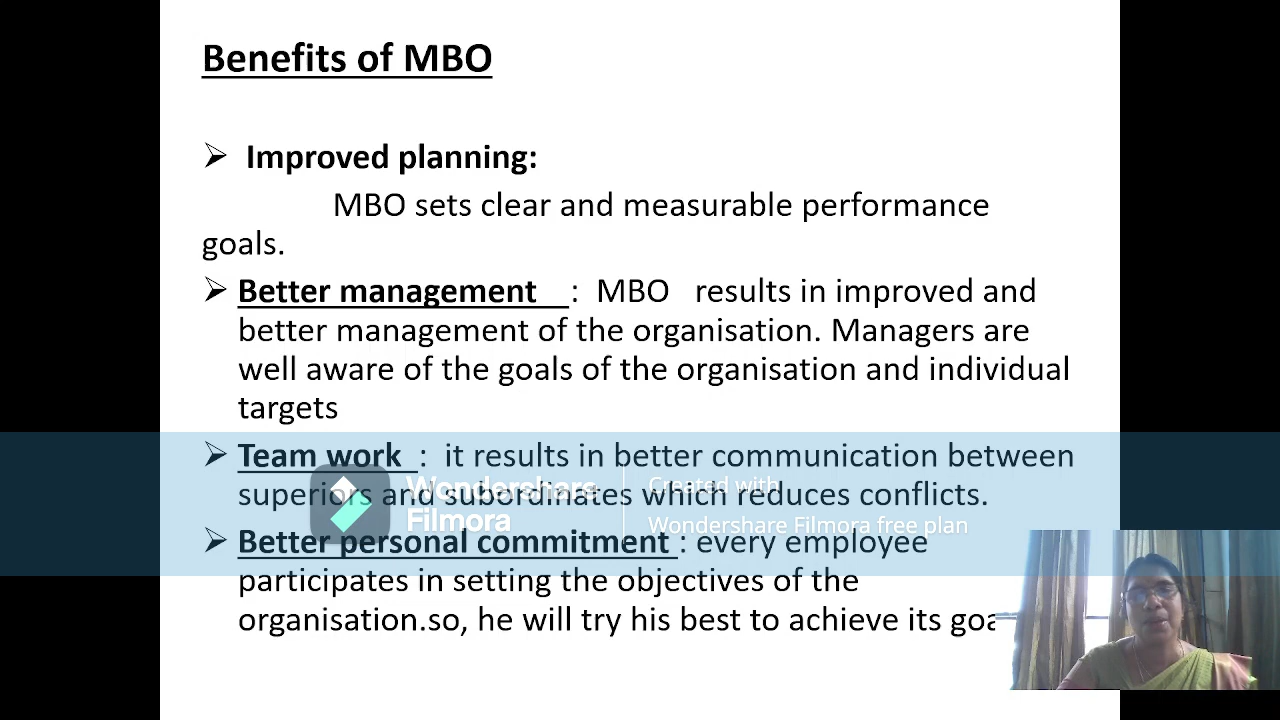 Benefits of MBO
➢ Improved planning:
MBO sets clear and measurable performance
goals.
➢ Better management : MBO results in improved and
better management of the organisation. Managers are
well aware of the goals of the organisation and individual
targets
➢ Team work : it results in better communication between
superiors and subordinates which reduces conflicts.
➢ Better personal commitment : every employee
participates in setting the objectives of the
organisation.so, he will try his best to achieve its
Wondershare
Filmora
Created with
Wondershare Filmora free plan